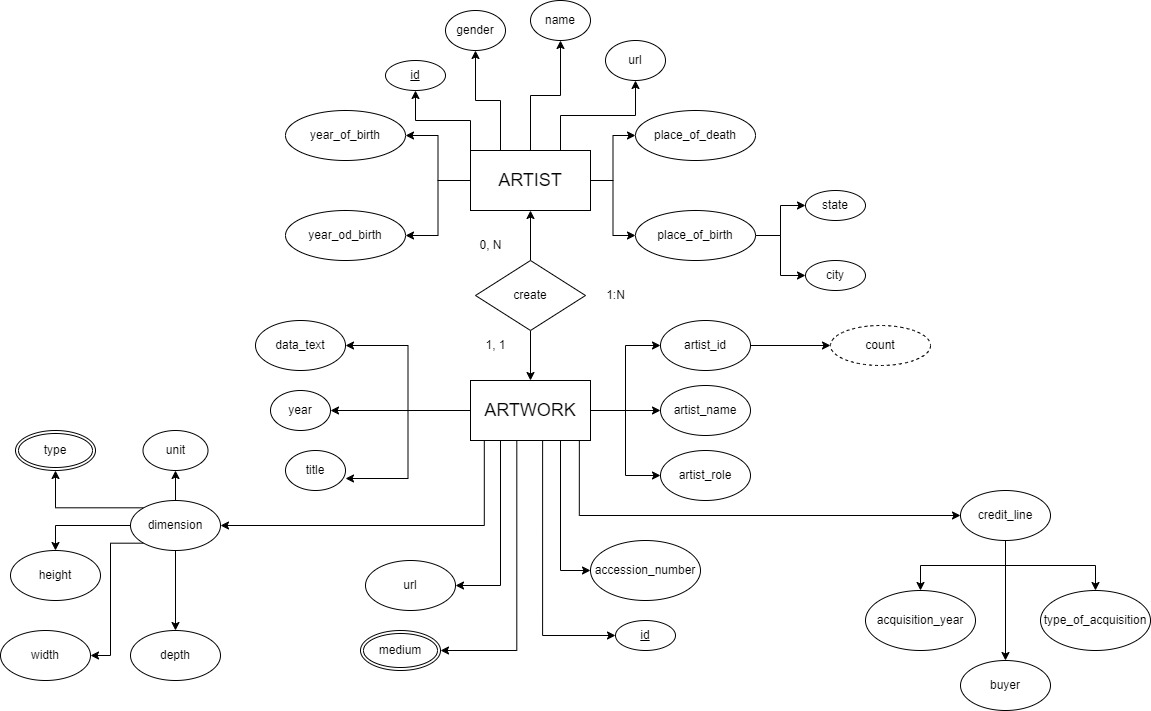 name
gender
url
id
year_of_birth
place_of_death
ARTIST
state
year_od_birth
place_of_birth
0, N
city
create
1:N
data_text
1, 1
artist_id
count
year
ARTWORK
artist_name
type
unit
title
artist_role
dimension
credit_line
height
url
accession_number
acquisition_year
type_of_acquisition
id
width
depth
medium
buyer